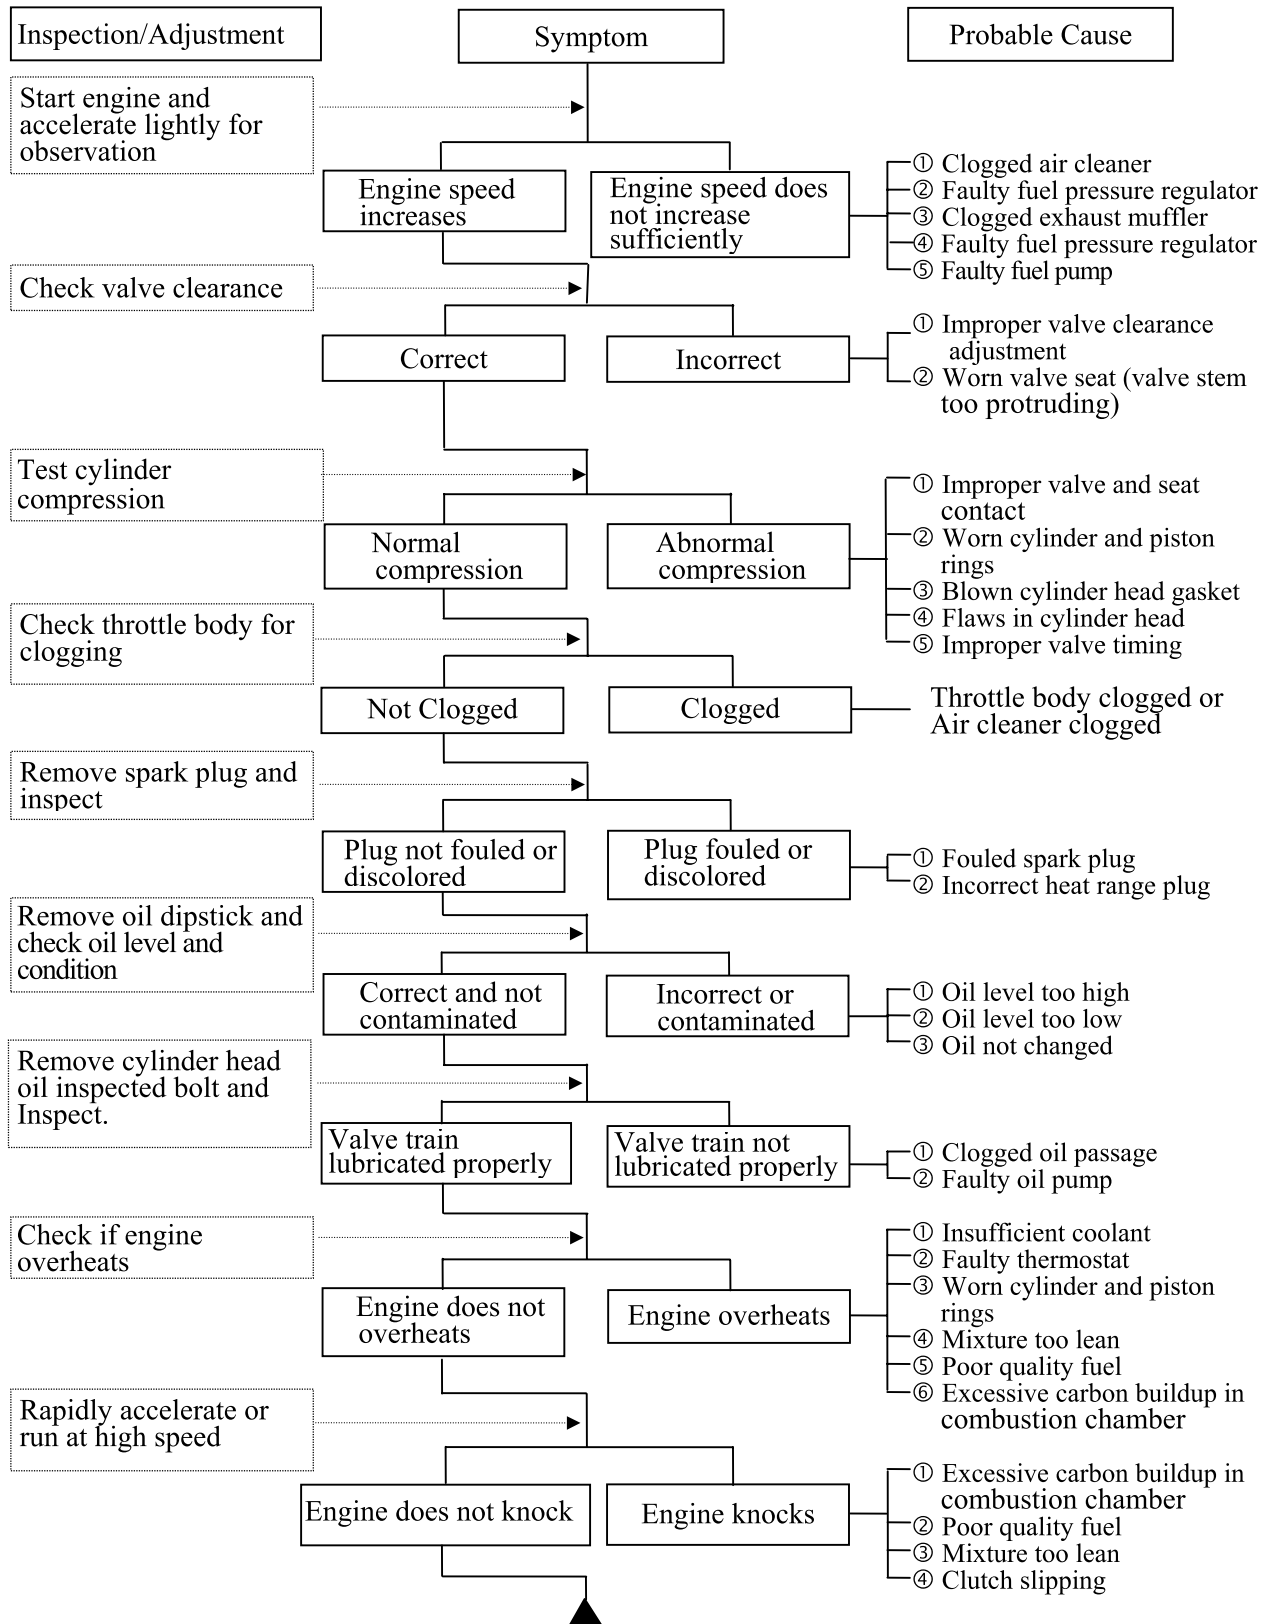 Inspection/Adjustment
Symptom
Probable Cause
Start engine and
accelerate lightly for
observation
Engine speed
increases
Engine speed does
not increase
sufficiently
① Clogged air cleaner
② Faulty fuel pressure regulator
③ Clogged exhaust muffler
④ Faulty fuel pressure regulator
⑤ Faulty fuel pump
Check valve clearance
Correct
Incorrect
① Improper valve clearance
adjustment
② Worn valve seat (valve stem
too protruding)
Test cylinder
compression
Normal
compression
Abnormal
compression
① Improper valve and seat
contact
② Worn cylinder and piston
rings
③ Blown cylinder head gasket
④ Flaws in cylinder head
⑤ Improper valve timing
Check throttle body for
clogging
Not Clogged
Clogged
Throttle body clogged or
Air cleaner clogged
Remove spark plug and
inspect
Plug not fouled or
discolored
Plug fouled or
discolored
① Fouled spark plug
② Incorrect heat range plug
Remove oil dipstick and
check oil level and
condition
Correct and not
contaminated
Incorrect or
contaminated
① Oil level too high
② Oil level too low
③ Oil not changed
Remove cylinder head
oil inspected bolt and
Inspect.
Valve train
lubricated properly
Valve train not
lubricated properly
① Clogged oil passage
② Faulty oil pump
Check if engine
overheats
Engine does not
overheats
Engine overheats
① Insufficient coolant
② Faulty thermostat
③ Worn cylinder and piston
rings
④ Mixture too lean
⑤ Poor quality fuel
⑥ Excessive carbon buildup in
combustion chamber
Rapidly accelerate or
run at high speed
Engine does not knock
Engine knocks
① Excessive carbon buildup in
combustion chamber
② Poor quality fuel
③ Mixture too lean
④ Clutch slipping